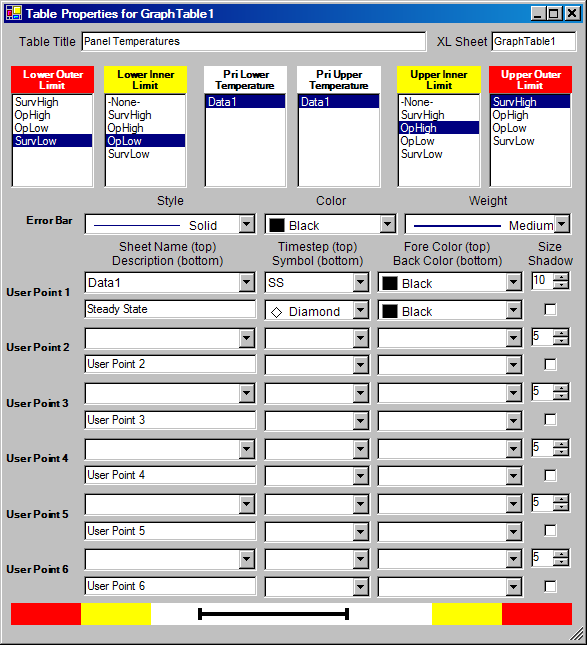 Table Properties for GraphTable1
Table Title Panel Temperatures XL Sheet GraphTable1
Lower Outer Limit
SurvHigh
OpHigh
OpLow
SurvLow
Lower Inner Limit
-None-
SurvHigh
OpHigh
OpLow
SurvLow
Pri Lower Temperature
Data1
Pri Upper Temperature
Data1
Upper Inner Limit
-None-
SurvHigh
OpHigh
OpLow
SurvLow
Upper Outer Limit
SurvHigh
OpHigh
OpLow
SurvLow
Style Color Weight
Error Bar Solid Black Medium
Sheet Name (top) Timestep (top) Fore Color (top) Size
Description (bottom) Symbol (bottom) Back Color (bottom) Shadow
User Point 1 Data1 SS Black 10
Steady State Diamond Black
User Point 2 5
User Point 2
User Point 3 5
User Point 3
User Point 4 5
User Point 4
User Point 5 5
User Point 5
User Point 6 5
User Point 6